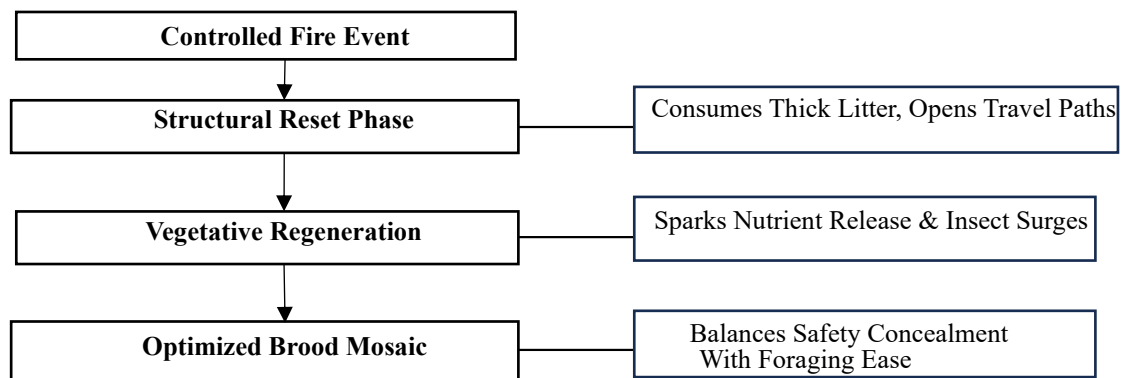 Controlled Fire Event
Structural Reset Phase
Consumes Thick Litter, Opens Travel Paths
Vegetative Regeneration
Sparks Nutrient Release & Insect Surges
Optimized Brood Mosaic
Balances Safety Concealment
With Foraging Ease